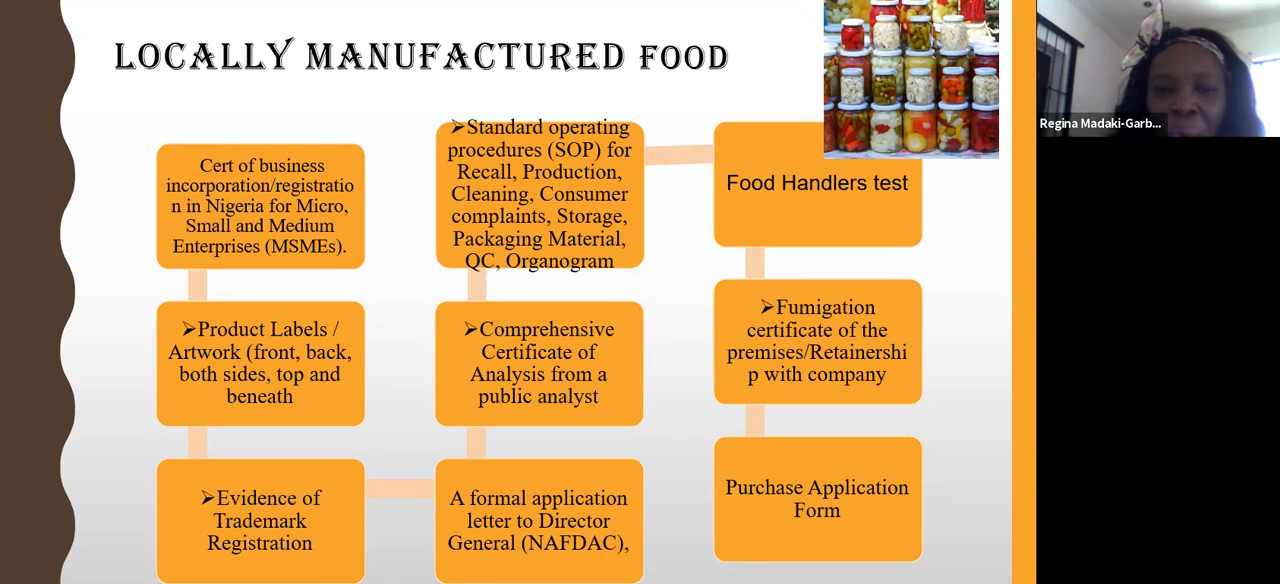 LOCALLY MANUFACTURED FOOD
Cert of business
incorporation/registratio
n in Nigeria for Micro,
Small and Medium
Enterprises (MSMEs).
➢Product Labels /
Artwork (front, back,
both sides, top and
beneath
➢Evidence of
Trademark
Registration
A formal application
letter to Director
General (NAFDAC),
➢Comprehensive
Certificate of
Analysis from a
public analyst
➢Standard operating
procedures (SOP) for
Recall, Production,
Cleaning, Consumer
complaints, Storage,
Packaging Material,
QC, Organogram
Food Handlers test
➢Fumigation
certificate of the
premises/Retainershi
p with company
Purchase Application
Form
Regina Madaki-Garb...